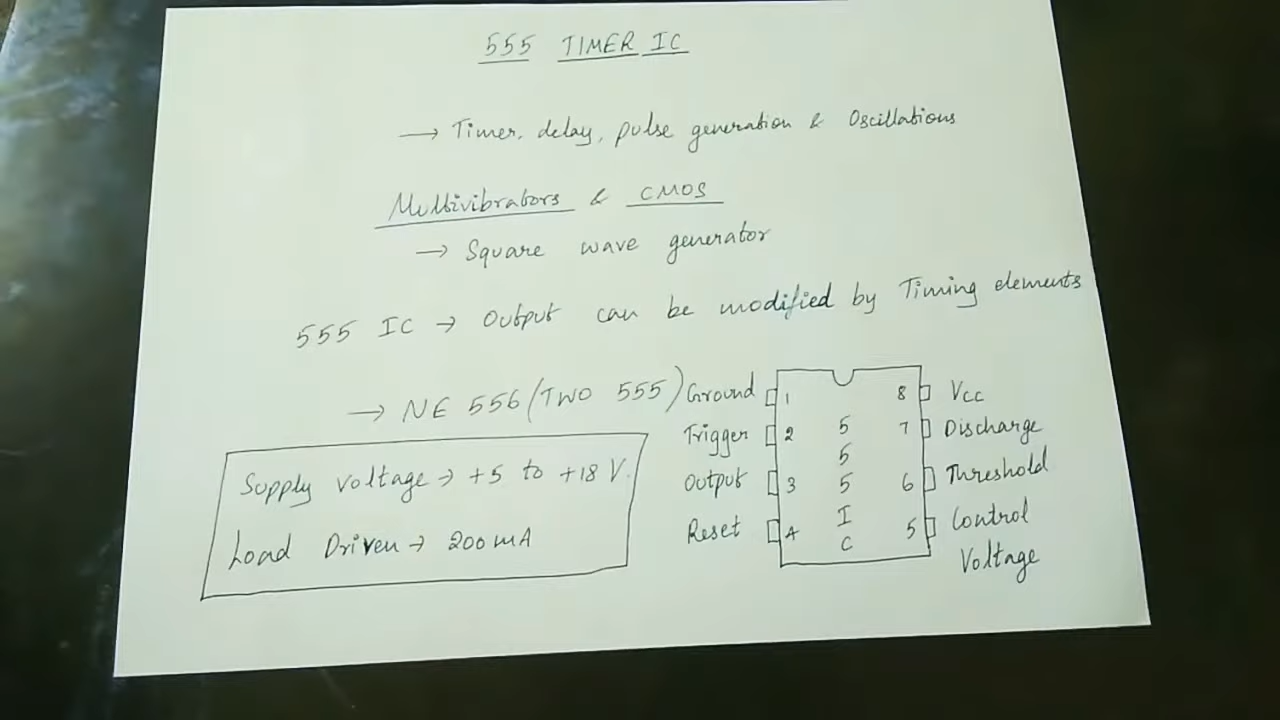 555 TIMER IC
→ Timer, delay, pulse generation & Oscillations
Multivibrators & CMOS
→ Square wave generator
555 IC → Output can be modified by Timing elements
→ NE 556 (TWO 555)
Supply voltage → +5 to +18 V.
Load Driven → 200mA
Ground 1 8 Vcc
Trigger 2 5 7 Discharge
5
Output 3 5 6 Threshold
Reset 4 I 5 Control
C Voltage